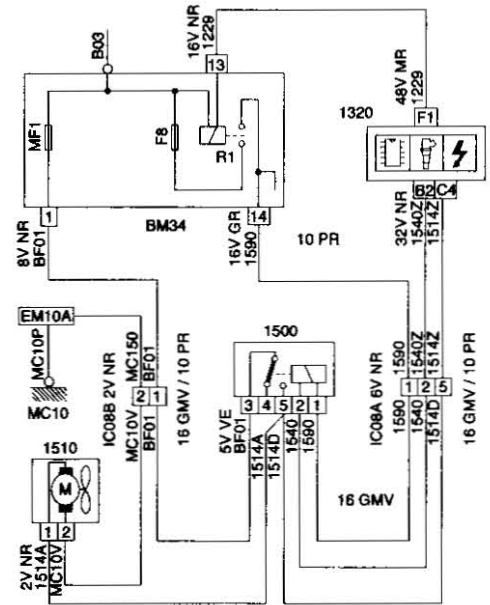 16V NR
1229
B03
13
48V MR
1229
1320
F1
MF1
F8
R1
1
BM34
14
B2 C4
8V NR
BF01
16V GR
1590
10 PR
32V NR
1540Z
1514Z
EM10A
MC10P
MC10
IC08B 2V NR
MC150
BF01
2 1
MC10V
BF01
16 GMV / 10 PR
1500
3 4 5 2 1
5V VE
BF01
1514A
1514D
1540
1590
IC08A 6V NR
1590
1540Z
1514Z
1 2 5
1590
1540
1514D
16 GMV / 10 PR
16 GMV
1510
M
1 2
2V NR
1514A
MC10V